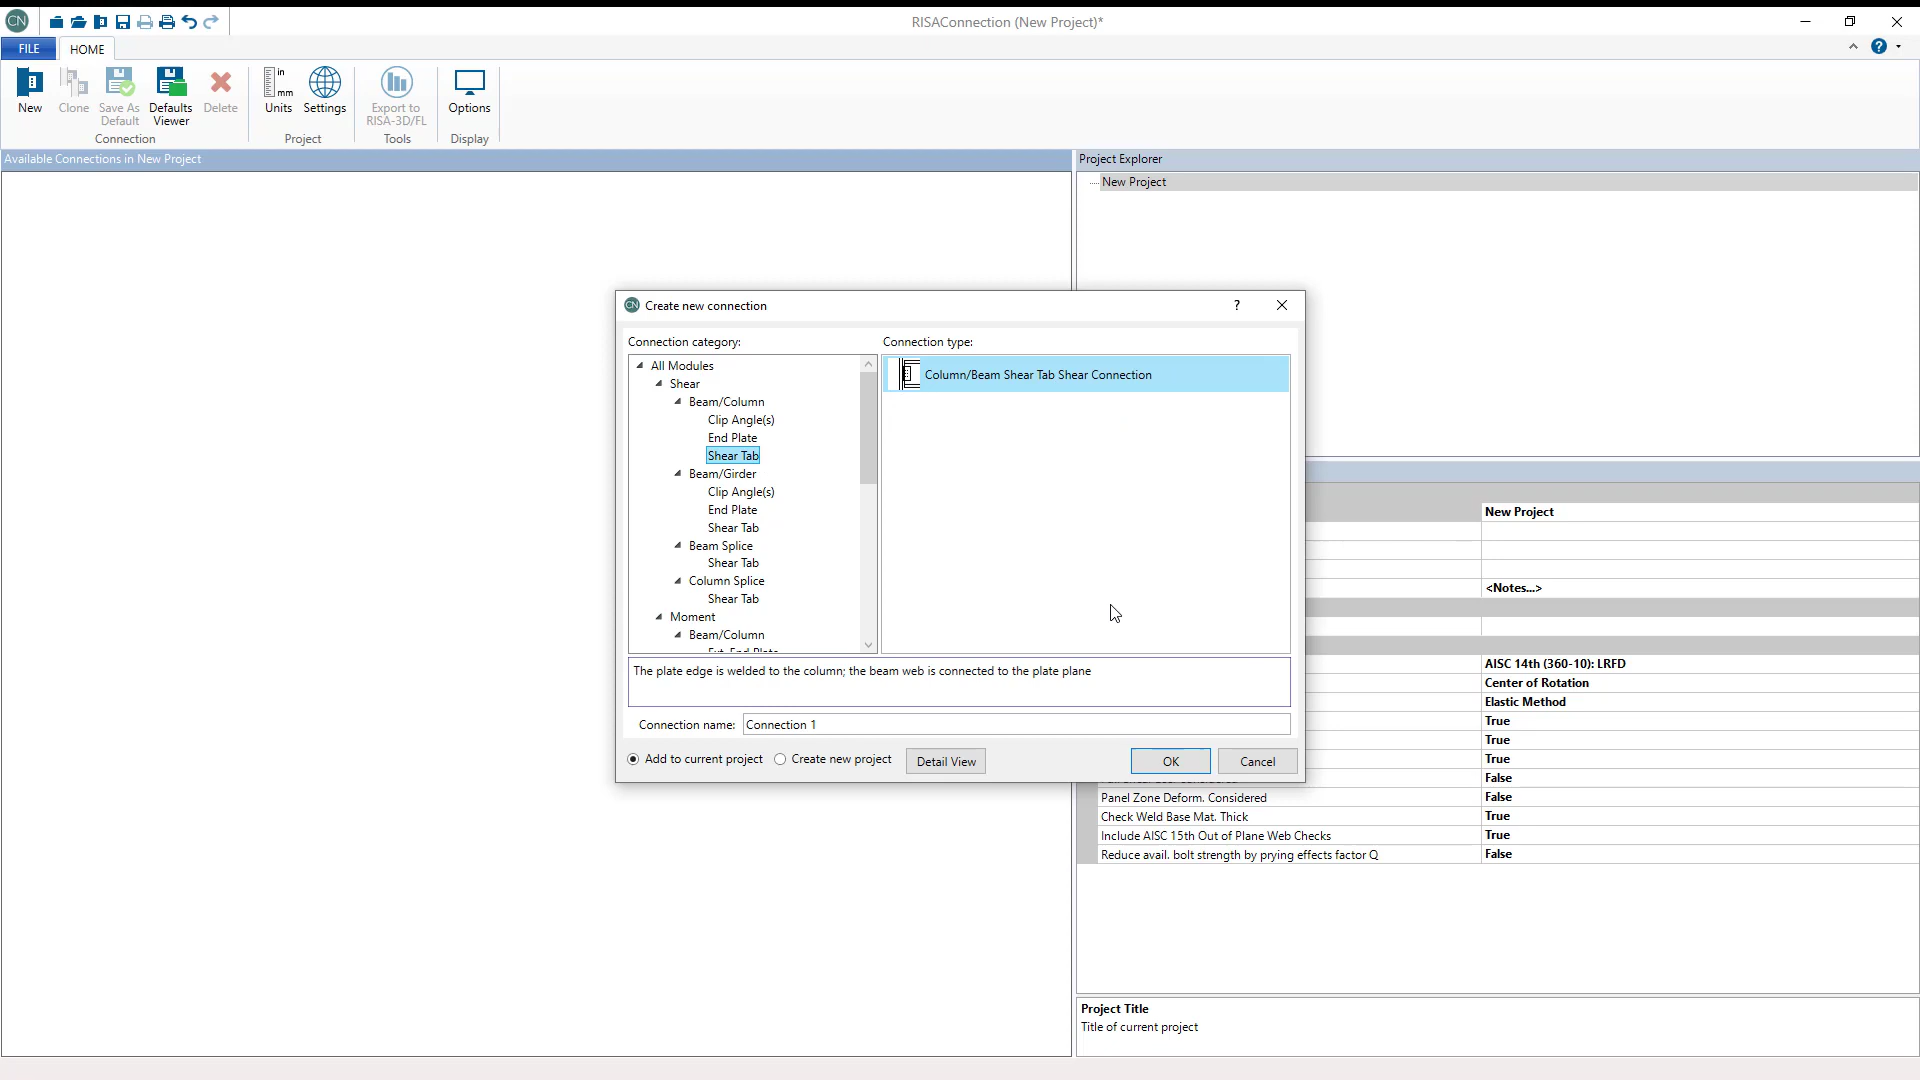 CN
RISAConnection (New Project)*
FILE
HOME
New
Clone
Save As
Default
Defaults
Viewer
Delete
in
mm
Units
Settings
Export to
RISA-3D/FL
Options
Connection
Project
Tools
Display
Available Connections in New Project
Project Explorer
New Project
CN
Create new connection
?
Connection category:
Connection type:
All Modules
Shear
Beam/Column
Clip Angle(s)
End Plate
Shear Tab
Beam/Girder
Clip Angle(s)
End Plate
Shear Tab
Beam Splice
Shear Tab
Column Splice
Shear Tab
Moment
Beam/Column
Ext. End Plate
Column/Beam Shear Tab Shear Connection
The plate edge is welded to the column; the beam web is connected to the plate plane
Connection name:
Connection 1
Add to current project
Create new project
Detail View
OK
Cancel
New Project
<Notes...>
AISC 14th (360-10): LRFD
Center of Rotation
Elastic Method
True
True
True
False
Panel Zone Deform. Considered
False
Check Weld Base Mat. Thick
True
Include AISC 15th Out of Plane Web Checks
True
Reduce avail. bolt strength by prying effects factor Q
False
Project Title
Title of current project